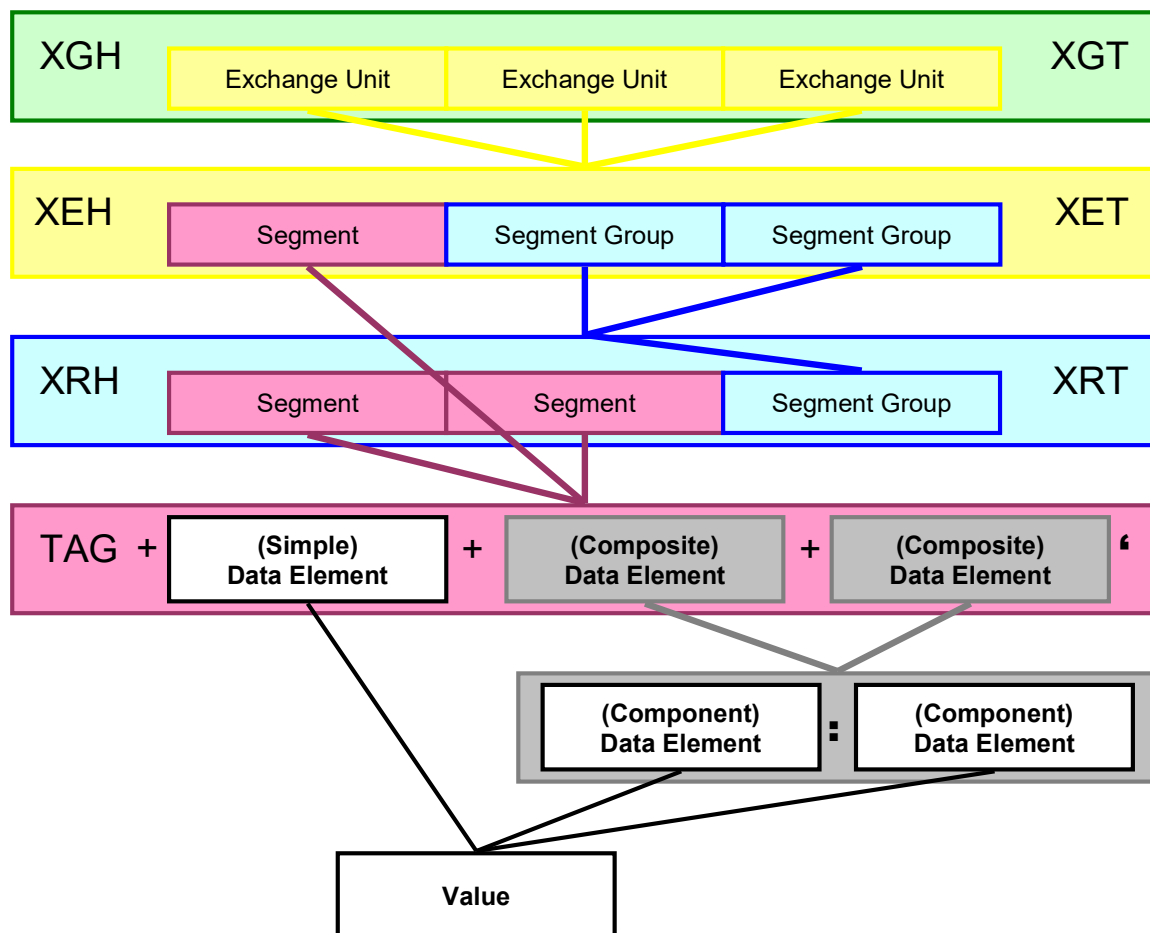 XGH Exchange Unit Exchange Unit Exchange Unit XGT
XEH Segment Segment Group Segment Group XET
XRH Segment Segment Segment Group XRT
TAG + (Simple) + (Composite) + (Composite) ‘
Data Element Data Element Data Element
(Component) : (Component)
Data Element Data Element
Value